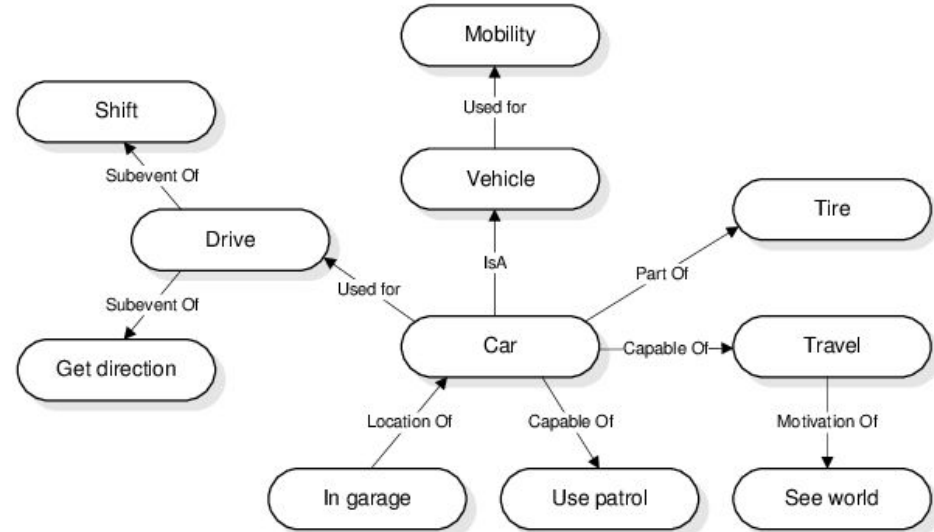 Mobility
Shift
Used for
Subevent Of
Vehicle
Tire
Drive
IsA
Part Of
Used for
Subevent Of
Car
Capable Of
Travel
Get direction
Location Of
Capable Of
Motivation Of
In garage
Use patrol
See world